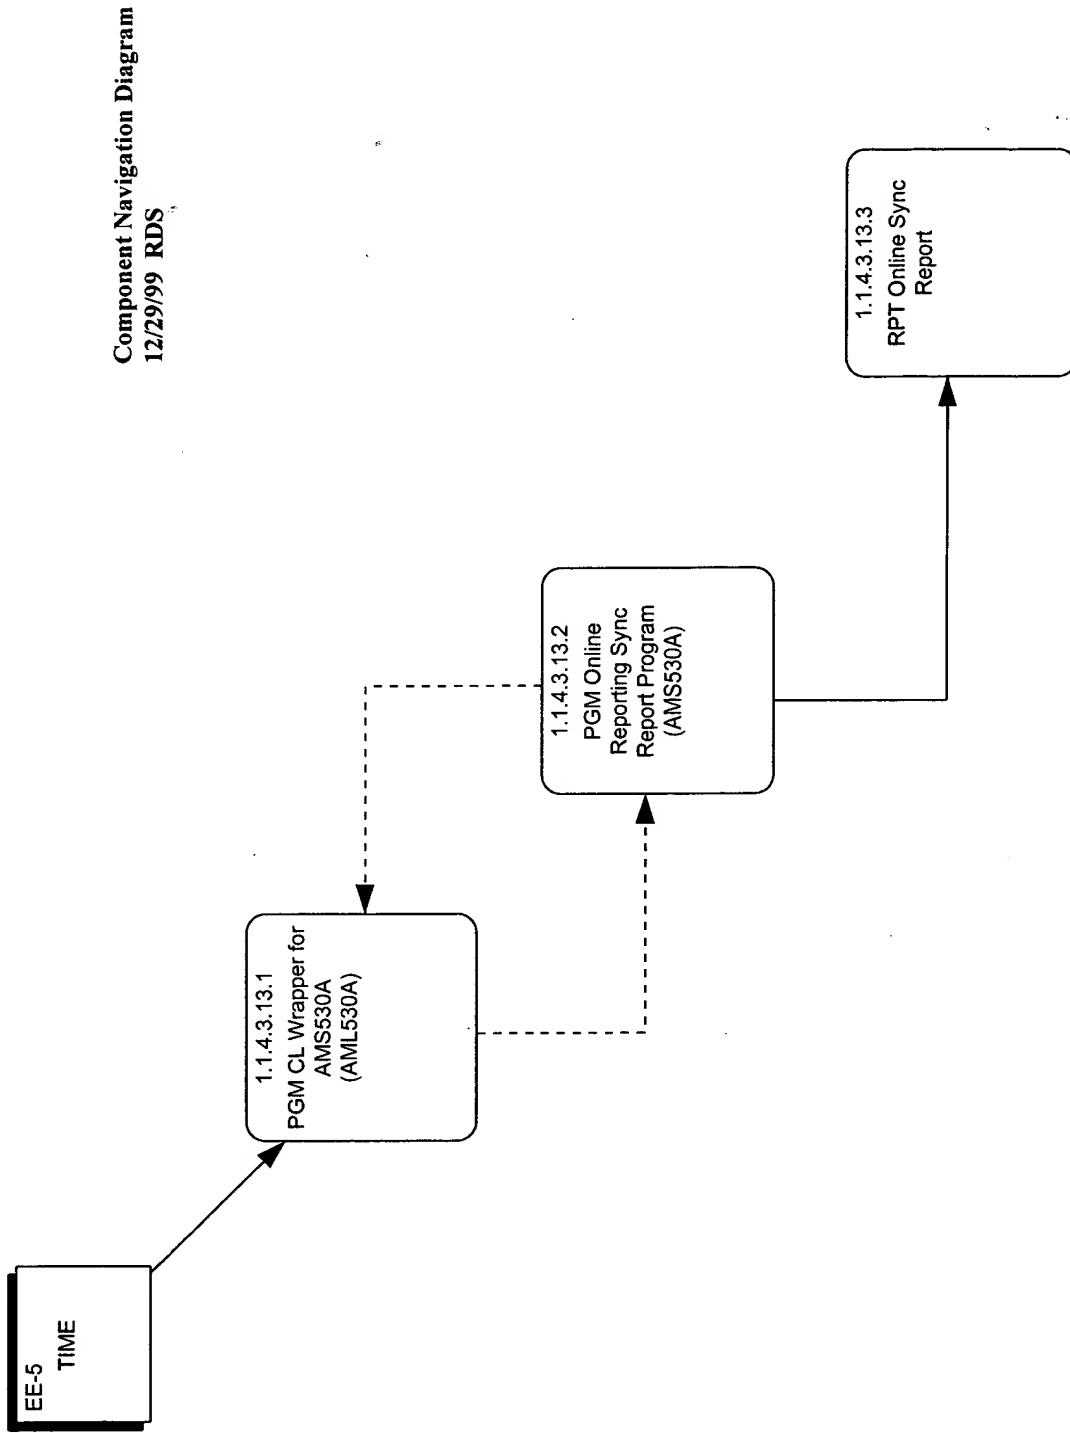 Component Navigation Diagram
12/29/99 RDS
EE-5
TIME
1.1.4.3.13.1
PGM CL Wrapper for
AMS530A
(AML530A)
1.1.4.3.13.2
PGM Online
Reporting Sync
Report Program
(AMS530A)
1.1.4.3.13.3
RPT Online Sync
Report